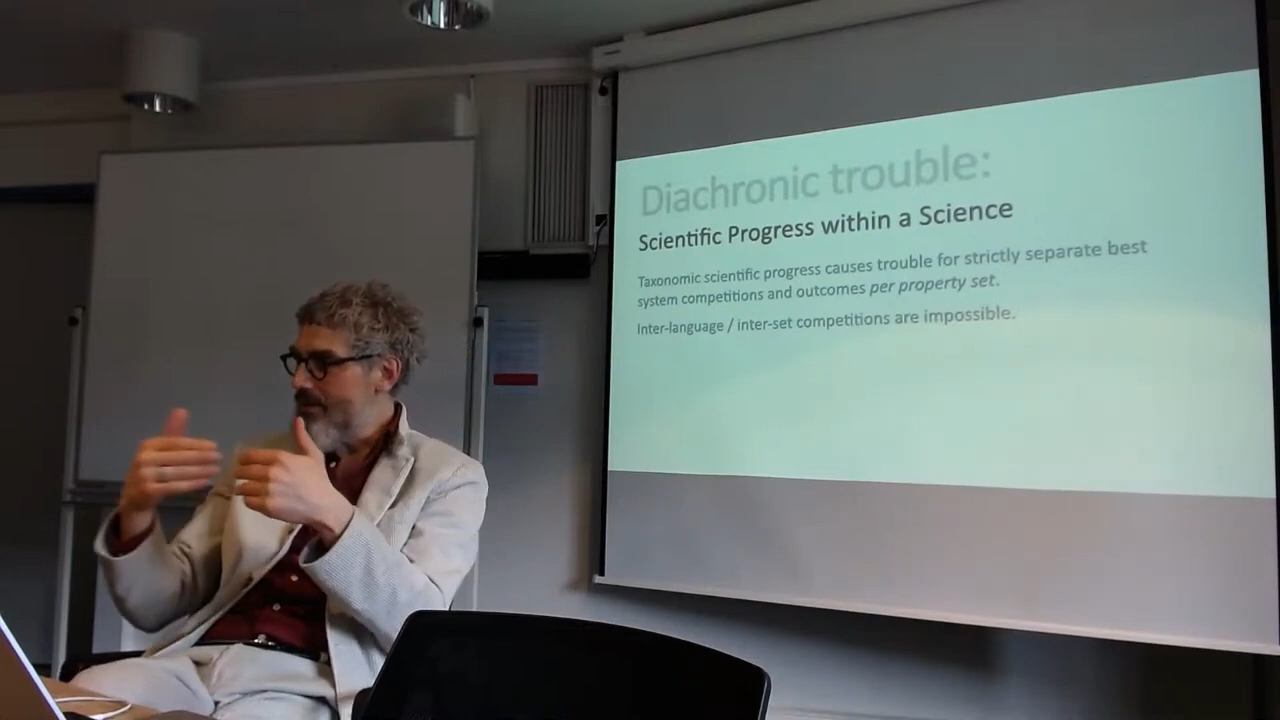 Diachronic trouble:
Scientific Progress within a Science
Taxonomic scientific progress causes trouble for strictly separate best
system competitions and outcomes per property set.
Inter-language / inter-set competitions are impossible.